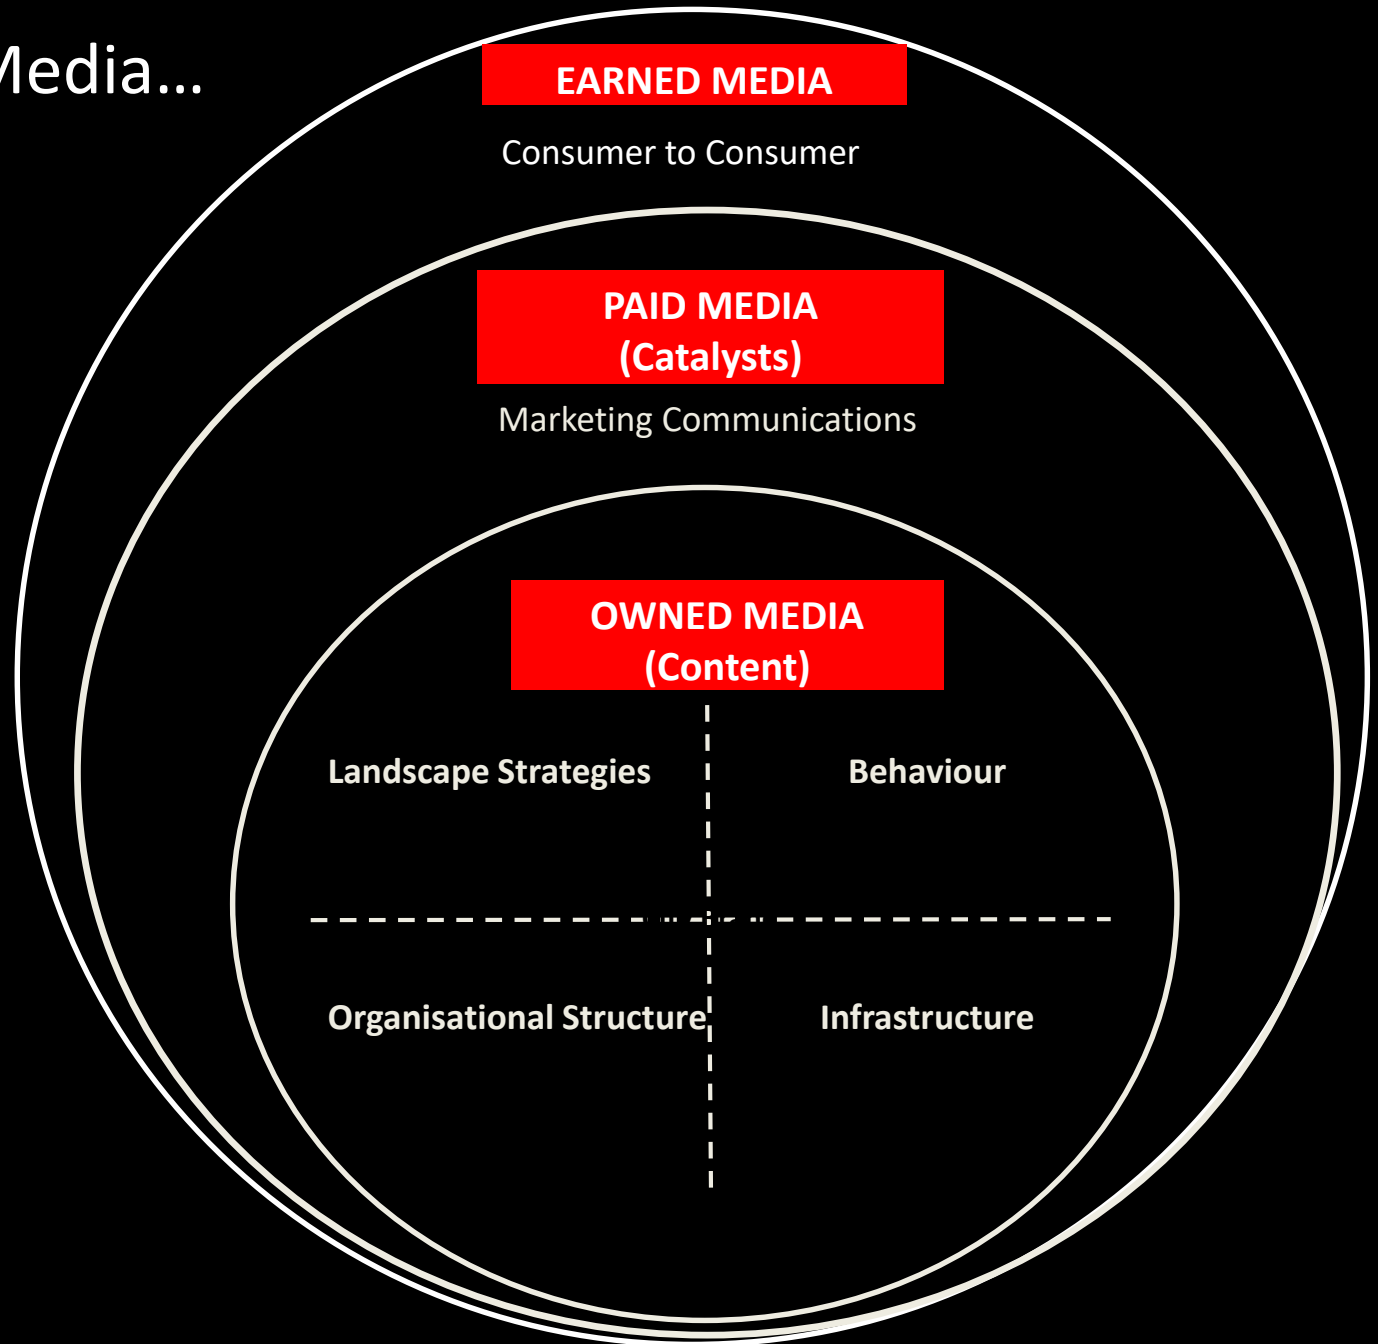 Media...
EARNED MEDIA
Consumer to Consumer
PAID MEDIA
(Catalysts)
Marketing Communications
OWNED MEDIA
(Content)
Landscape Strategies
Behaviour
Organisational Structure
Infrastructure